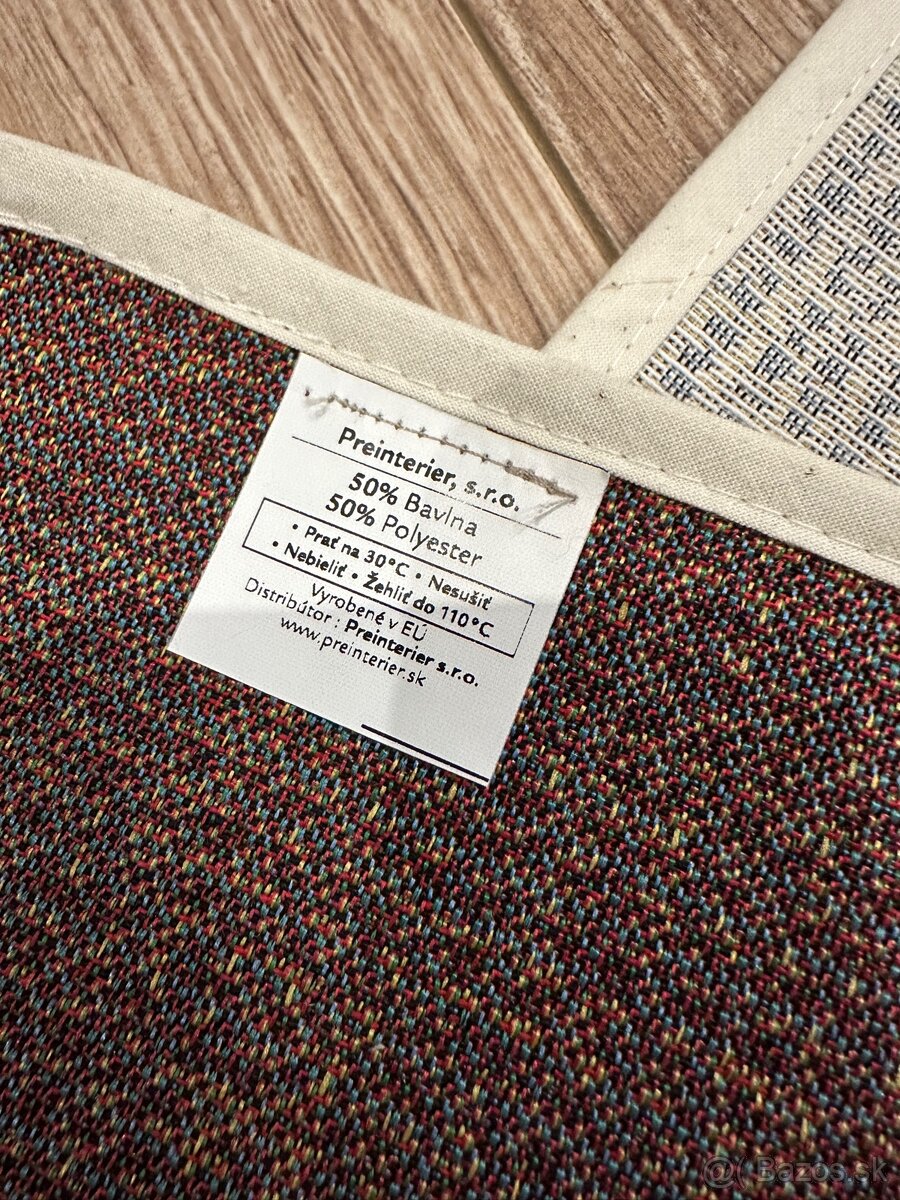 Preinterier, s.r.o.
50% Bavlna
50% Polyester
• Prať na 30°C • Nesušiť
• Nebieliť • Žehliť do 110°C
Vyrobené v EÚ
Distribútor : Preinterier s.r.o.
www.preinterier.sk
@( Bazos.sk